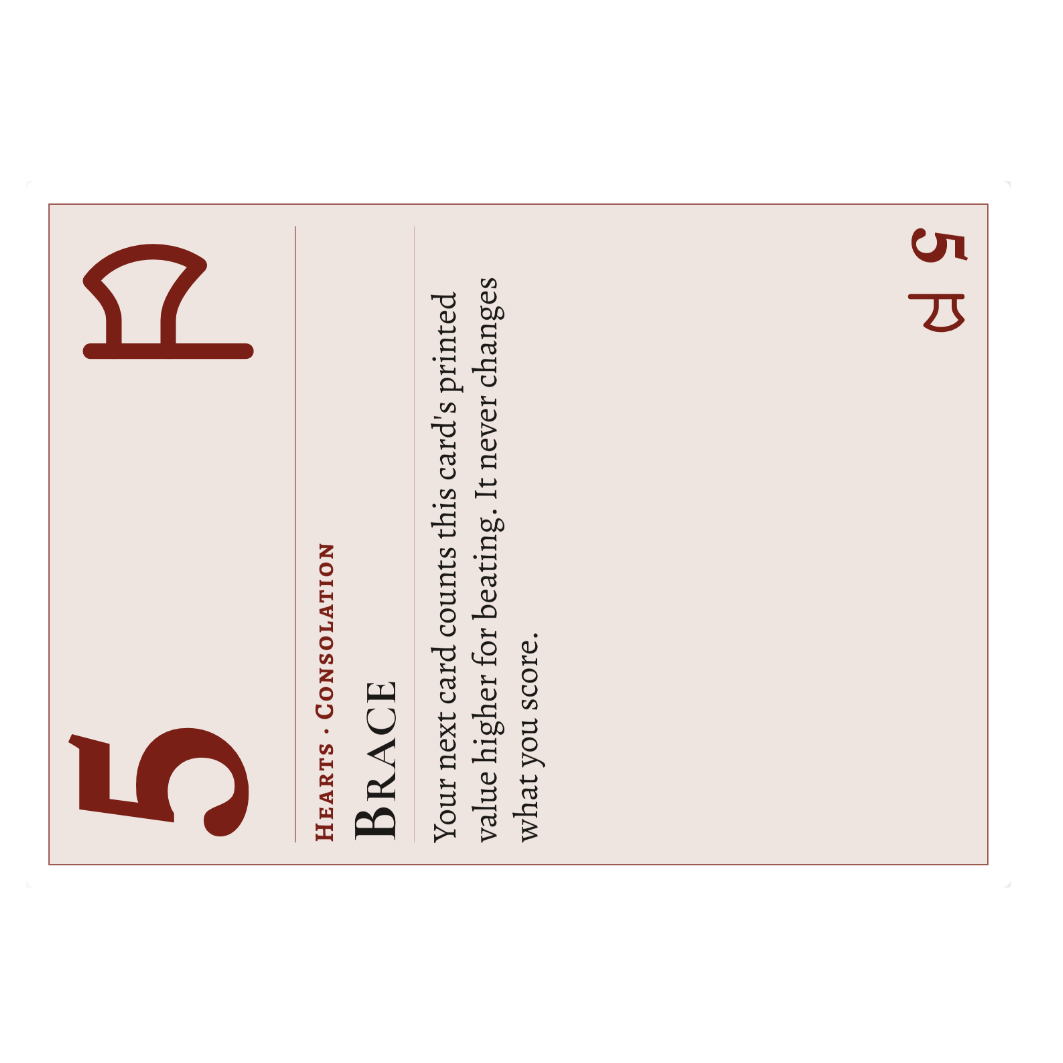 5
Hearts · Consolation
Brace
Your next card counts this card's printed
value higher for beating. It never changes
what you score.
5